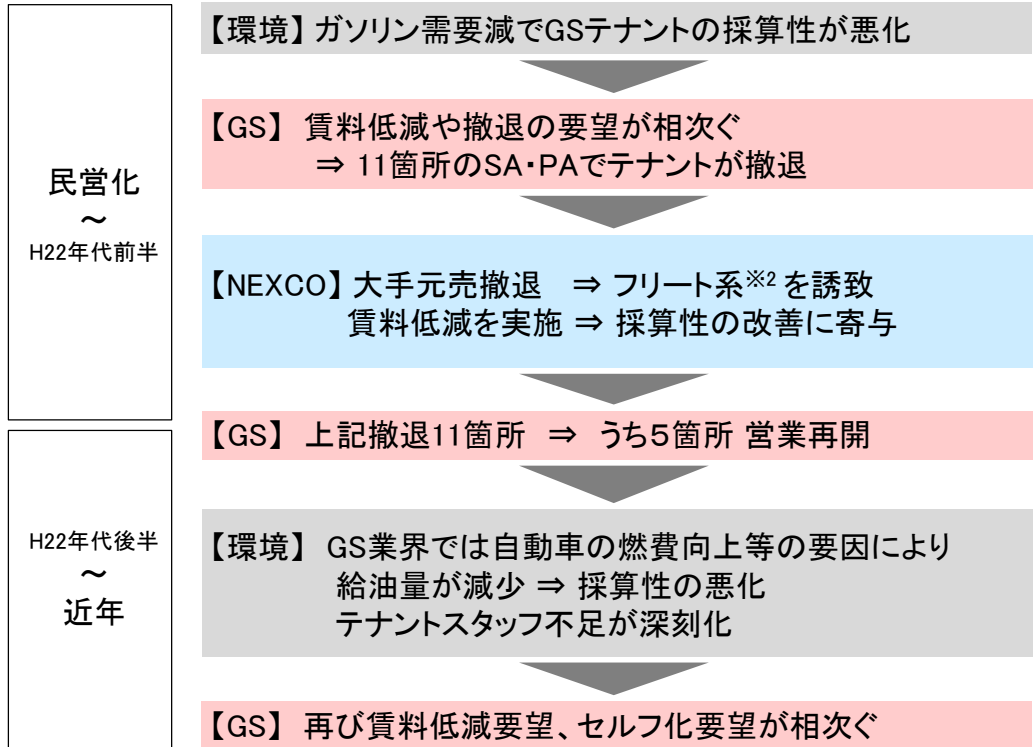 民営化
～
H22年代前半
【環境】ガソリン需要減でGSテナントの採算性が悪化
【GS】 賃料低減や撤退の要望が相次ぐ
⇒ 11箇所のSA・PAでテナントが撤退
【NEXCO】大手元売撤退 ⇒ フリート系※2を誘致
賃料低減を実施 ⇒ 採算性の改善に寄与
【GS】 上記撤退11箇所 ⇒ うち５箇所 営業再開
H22年代後半
～
近年
【環境】 GS業界では自動車の燃費向上等の要因により
給油量が減少 ⇒ 採算性の悪化
テナントスタッフ不足が深刻化
【GS】 再び賃料低減要望、セルフ化要望が相次ぐ